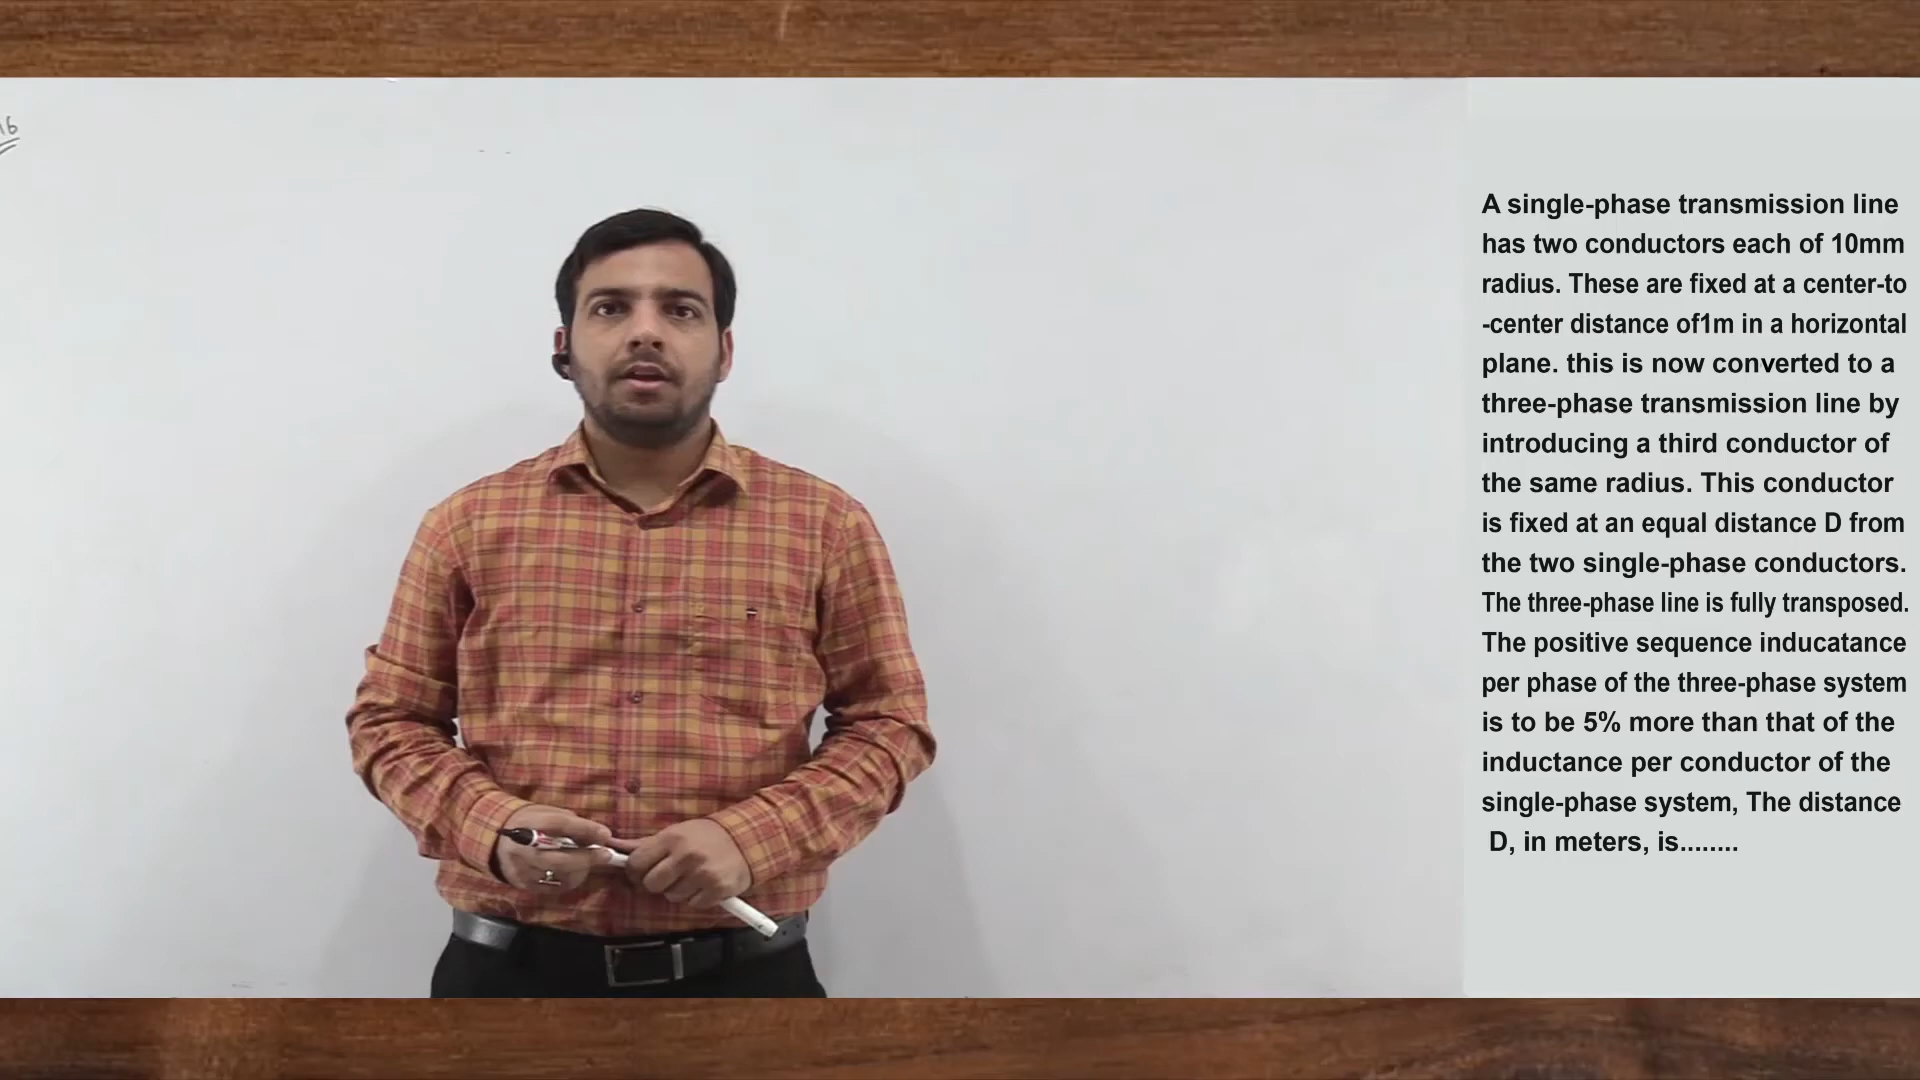 16
A single-phase transmission line
has two conductors each of 10mm
radius. These are fixed at a center-to
-center distance of1m in a horizontal
plane. this is now converted to a
three-phase transmission line by
introducing a third conductor of
the same radius. This conductor
is fixed at an equal distance D from
the two single-phase conductors.
The three-phase line is fully transposed.
The positive sequence inducatance
per phase of the three-phase system
is to be 5% more than that of the
inductance per conductor of the
single-phase system, The distance
D, in meters, is........